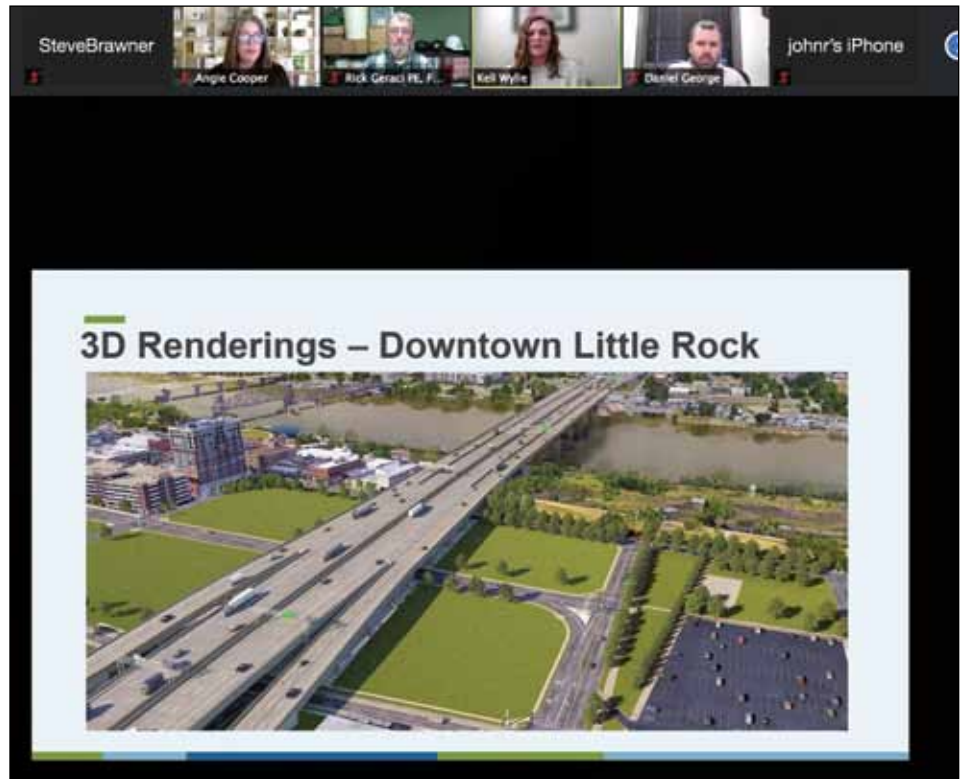 SteveBrawner
Angie Cooper
Rick Geraci PE, F...
Keli Wylie
Daniel George
johnr's iPhone
3D Renderings – Downtown Little Rock